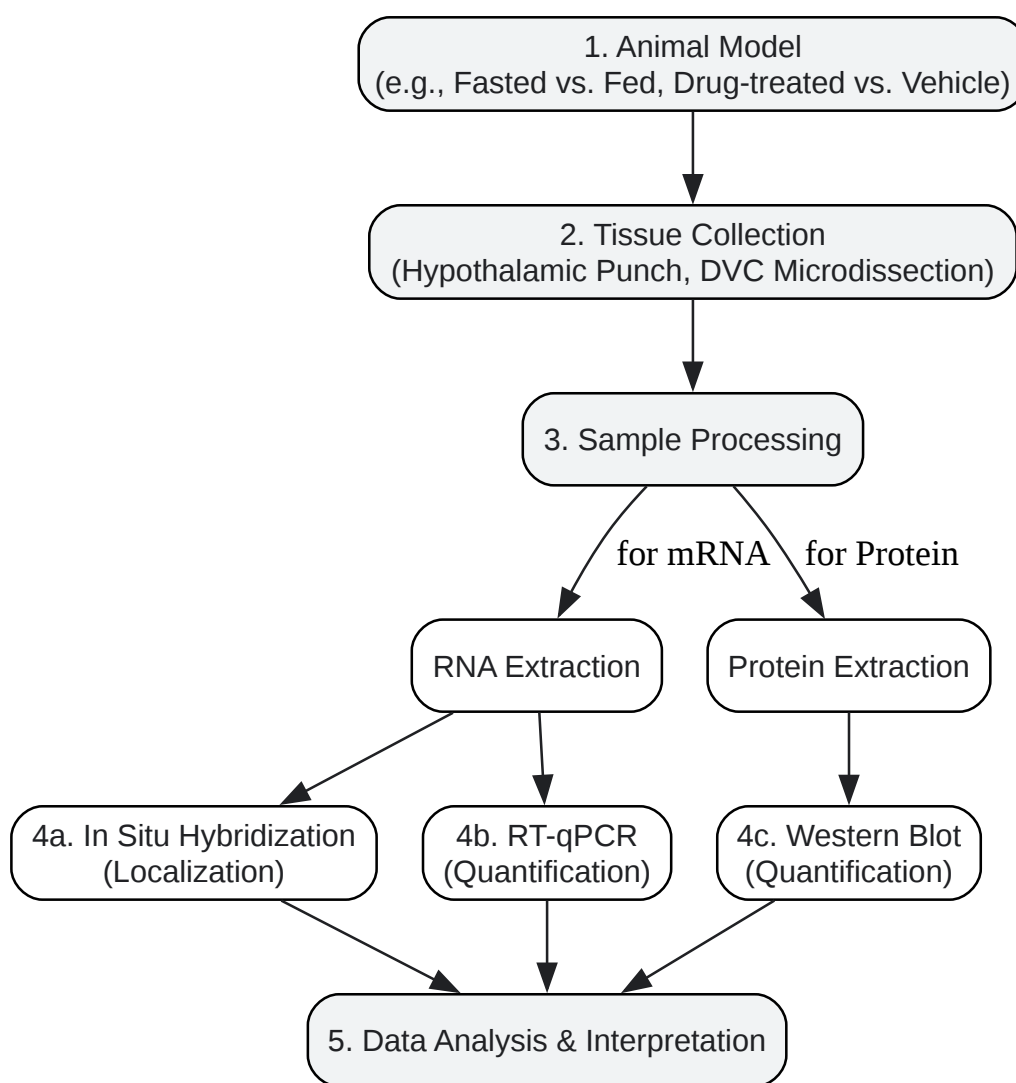 1. Animal Model
(e.g., Fasted vs. Fed, Drug-treated vs. Vehicle)
2. Tissue Collection
(Hypothalamic Punch, DVC Microdissection)
3. Sample Processing
for mRNA
for Protein
RNA Extraction
Protein Extraction
4a. In Situ Hybridization
(Localization)
4b. RT-qPCR
(Quantification)
4c. Western Blot
(Quantification)
5. Data Analysis & Interpretation